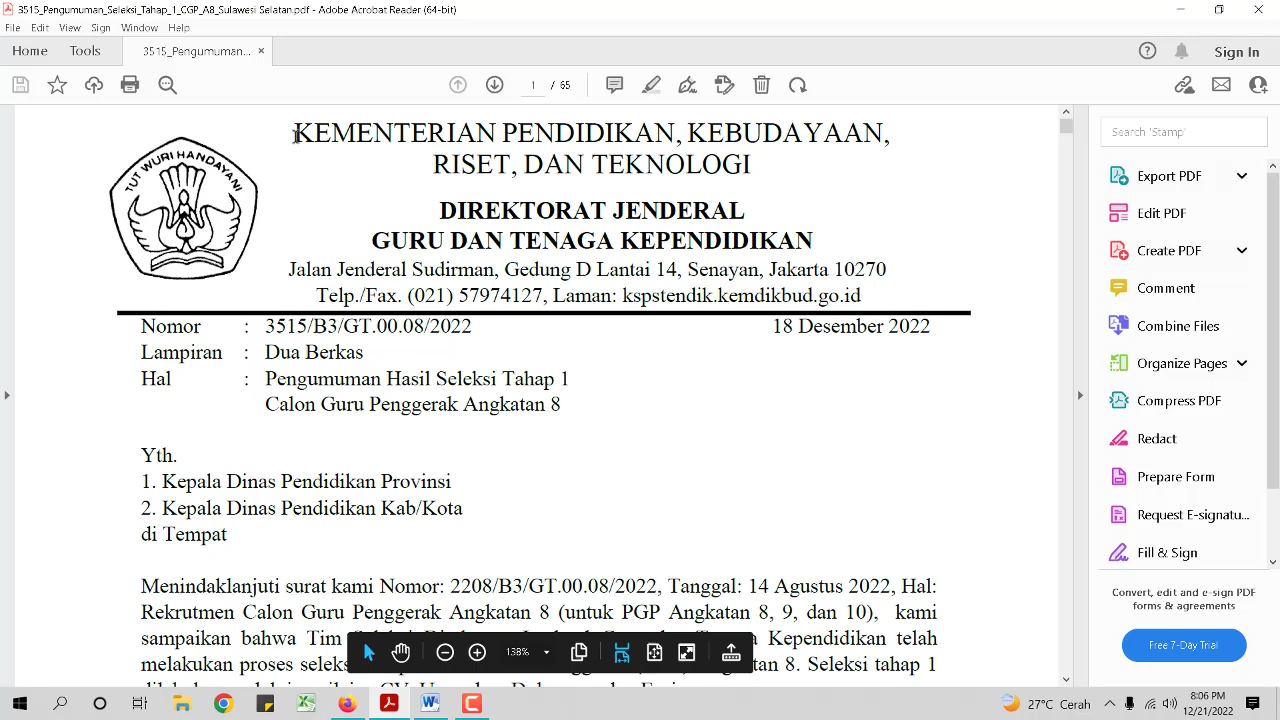 3515_Pengumuman_Seleksi_Tahap_1_CGP_A8_Sulawesi Selatan.pdf - Adobe Acrobat Reader (64-bit)
File Edit View Sign Window Help
Home Tools 3515_Pengumuman... × Sign In
1 / 65
KEMENTERIAN PENDIDIKAN, KEBUDAYAAN,
RISET, DAN TEKNOLOGI
TUT WURI HANDAYANI
DIREKTORAT JENDERAL
GURU DAN TENAGA KEPENDIDIKAN
Jalan Jenderal Sudirman, Gedung D Lantai 14, Senayan, Jakarta 10270
Telp./Fax. (021) 57974127, Laman: kspstendik.kemdikbud.go.id
Nomor : 3515/B3/GT.00.08/2022 18 Desember 2022
Lampiran : Dua Berkas
Hal : Pengumuman Hasil Seleksi Tahap 1
Calon Guru Penggerak Angkatan 8
Yth.
1. Kepala Dinas Pendidikan Provinsi
2. Kepala Dinas Pendidikan Kab/Kota
di Tempat
Menindaklanjuti surat kami Nomor: 2208/B3/GT.00.08/2022, Tanggal: 14 Agustus 2022, Hal:
Rekrutmen Calon Guru Penggerak Angkatan 8 (untuk PGP Angkatan 8, 9, dan 10), kami
sampaikan bahwa Tim Kependidikan telah
melakukan proses seleks 8. Seleksi tahap 1
138%
Search 'Stamp'
Export PDF
Edit PDF
Create PDF
Comment
Combine Files
Organize Pages
Compress PDF
Redact
Prepare Form
Request E-signatu...
Fill & Sign
Convert, edit and e-sign PDF
forms & agreements
Free 7-Day Trial
27°C Cerah
8:06 PM
12/21/2022